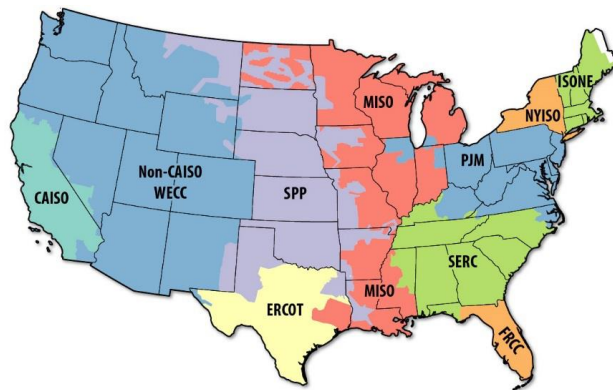 ISONE
MISO
NYISO
PJM
Non-CAISO
WECC
SPP
CAISO
SERC
MISO
ERCOT
FRCC